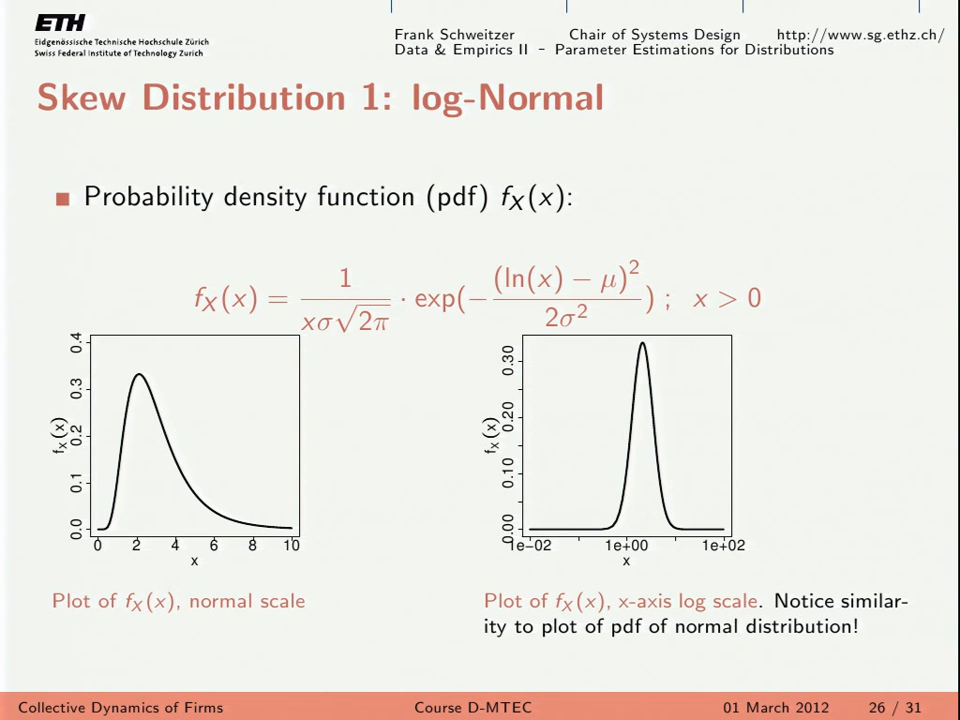 ETH
Eidgenössische Technische Hochschule Zürich
Swiss Federal Institute of Technology Zurich
Frank Schweitzer Chair of Systems Design http://www.sg.ethz.ch/
Data & Empirics II - Parameter Estimations for Distributions
Skew Distribution 1: log-Normal
Probability density function (pdf) f_X(x):
f_X(x) = 1 / (xσ√2π) · exp(− (ln(x) − μ)² / 2σ²) ; x > 0
f_X(x)
0.4
0.3
0.2
0.1
0.0
0 2 4 6 8 10
x
Plot of f_X(x), normal scale
f_X(x)
0.30
0.20
0.10
0.00
1e−02 1e+00 1e+02
x
Plot of f_X(x), x-axis log scale. Notice similar-
ity to plot of pdf of normal distribution!
Collective Dynamics of Firms Course D-MTEC 01 March 2012 26 / 31